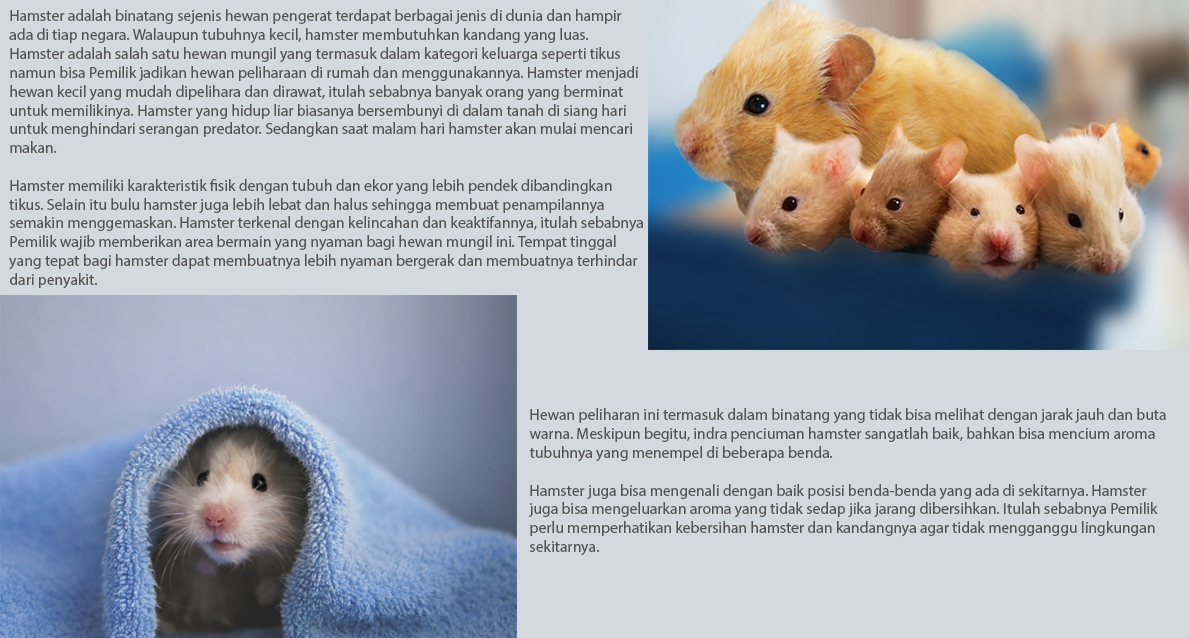 Hamster adalah binatang sejenis hewan pengerat terdapat berbagai jenis di dunia dan hampir
ada di tiap negara. Walaupun tubuhnya kecil, hamster membutuhkan kandang yang luas.
Hamster adalah salah satu hewan mungil yang termasuk dalam kategori keluarga seperti tikus
namun bisa Pemilik jadikan hewan peliharaan di rumah dan menggunakannya. Hamster menjadi
hewan kecil yang mudah dipelihara dan dirawat, itulah sebabnya banyak orang yang berminat
untuk memilikinya. Hamster yang hidup liar biasanya bersembunyi di dalam tanah di siang hari
untuk menghindari serangan predator. Sedangkan saat malam hari hamster akan mulai mencari
makan.
Hamster memiliki karakteristik fisik dengan tubuh dan ekor yang lebih pendek dibandingkan
tikus. Selain itu bulu hamster juga lebih lebat dan halus sehingga membuat penampilannya
semakin menggemaskan. Hamster terkenal dengan kelincahan dan keaktifannya, itulah sebabnya
Pemilik wajib memberikan area bermain yang nyaman bagi hewan mungil ini. Tempat tinggal
yang tepat bagi hamster dapat membuatnya lebih nyaman bergerak dan membuatnya terhindar
dari penyakit.
Hewan peliharan ini termasuk dalam binatang yang tidak bisa melihat dengan jarak jauh dan buta
warna. Meskipun begitu, indra penciuman hamster sangatlah baik, bahkan bisa mencium aroma
tubuhnya yang menempel di beberapa benda.
Hamster juga bisa mengenali dengan baik posisi benda-benda yang ada di sekitarnya. Hamster
juga bisa mengeluarkan aroma yang tidak sedap jika jarang dibersihkan. Itulah sebabnya Pemilik
perlu memperhatikan kebersihan hamster dan kandangnya agar tidak mengganggu lingkungan
sekitarnya.